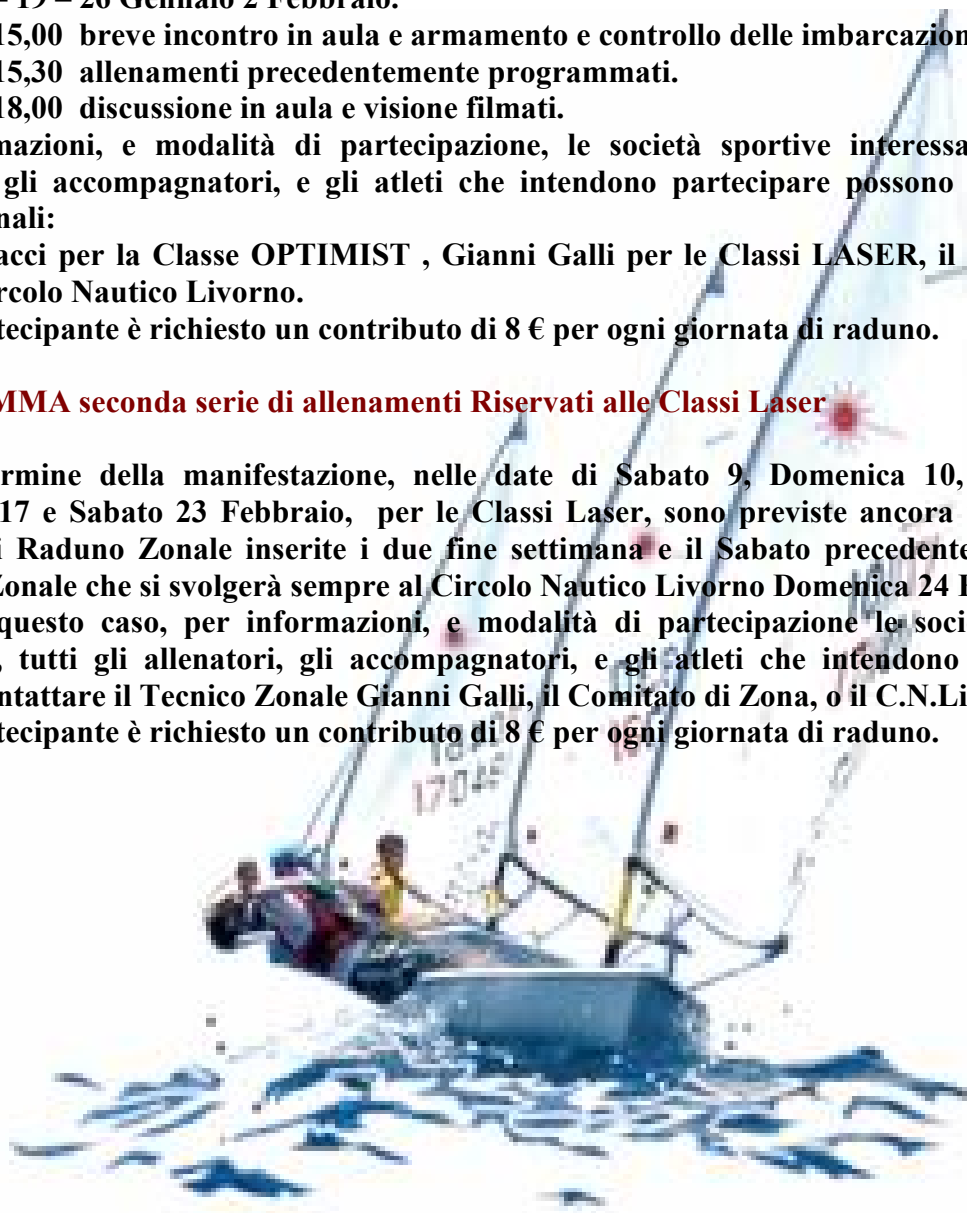 – 19 – 26 Gennaio 2 Febbraio.
15,00 breve incontro in aula e armamento e controllo delle imbarcazion
15,30 allenamenti precedentemente programmati.
18,00 discussione in aula e visione filmati.
mazioni, e modalità di partecipazione, le società sportive interessa
gli accompagnatori, e gli atleti che intendono partecipare possono
nali:
acci per la Classe OPTIMIST , Gianni Galli per le Classi LASER, il
rcolo Nautico Livorno.
tecipante è richiesto un contributo di 8 € per ogni giornata di raduno.
MMA seconda serie di allenamenti Riservati alle Classi Laser
ermine della manifestazione, nelle date di Sabato 9, Domenica 10,
17 e Sabato 23 Febbraio, per le Classi Laser, sono previste ancora
i Raduno Zonale inserite i due fine settimana e il Sabato precedente
Zonale che si svolgerà sempre al Circolo Nautico Livorno Domenica 24 F
questo caso, per informazioni, e modalità di partecipazione le soci
, tutti gli allenatori, gli accompagnatori, e gli atleti che intendono
ntattare il Tecnico Zonale Gianni Galli, il Comitato di Zona, o il C.N.Li
tecipante è richiesto un contributo di 8 € per ogni giornata di raduno.